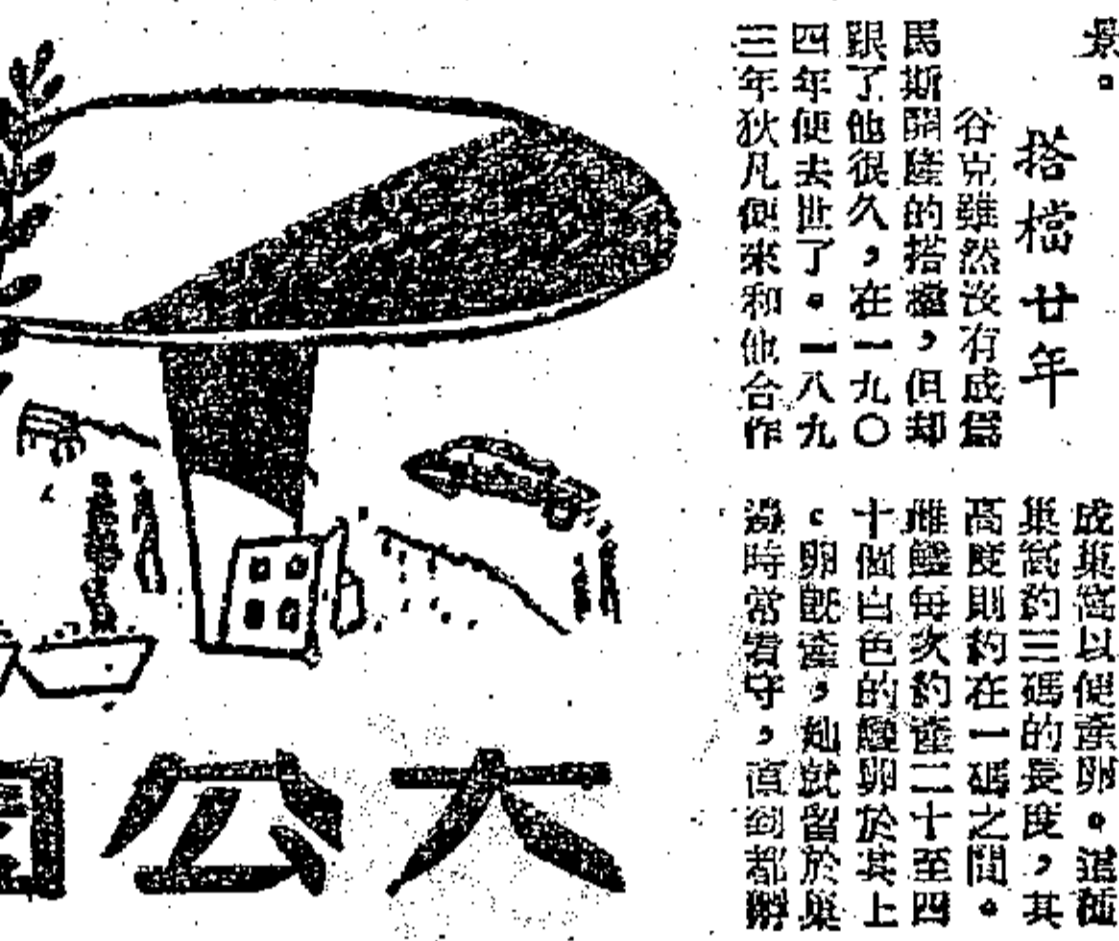 景。
搭檔廿年
谷克雖然沒有成爲
馬斯開隆的搭檔,但却
跟了他很久,在一九〇
四年便去世了。一八九
三年狄凡便來和他合作
成巢窩以便產卵。這種
巢窩約三碼的長度,其
高度則約在一碼之間。
雌鱷每次約產二十至四
十個白色的鱷卵於其上
。卵既產,她就留於巢
邊時常看守,直到都孵
大公